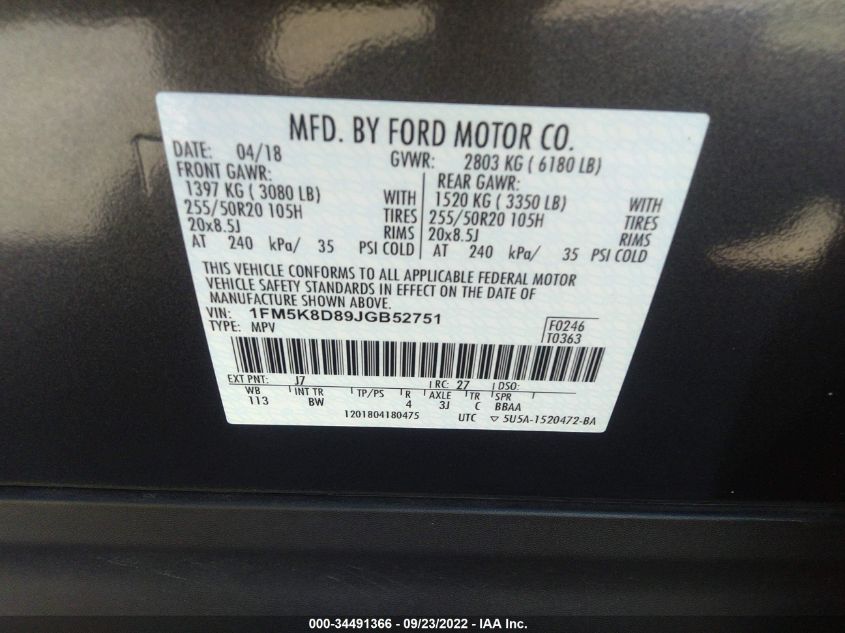 MFD. BY FORD MOTOR CO.
DATE: 04/18 GVWR: 2803 KG ( 6180 LB)
FRONT GAWR: REAR GAWR:
1397 KG ( 3080 LB) WITH 1520 KG ( 3350 LB) WITH
255/50R20 105H TIRES 255/50R20 105H TIRES
20x8.5J RIMS 20x8.5J RIMS
AT 240 kPa/ 35 PSI COLD AT 240 kPa/ 35 PSI COLD
THIS VEHICLE CONFORMS TO ALL APPLICABLE FEDERAL MOTOR
VEHICLE SAFETY STANDARDS IN EFFECT ON THE DATE OF
MANUFACTURE SHOWN ABOVE.
VIN: 1FM5K8D89JGB52751
TYPE: MPV F0246
T0363
EXT PNT: J7 RC: 27 DSO:
WB INT TR TP/PS R AXLE TR SPR
113 BW 4 3J C BBAA
1201804180475 UTC ▽ 5U5A-1520472-BA
000-34491366 / 09/23/2022 - IAA Inc.